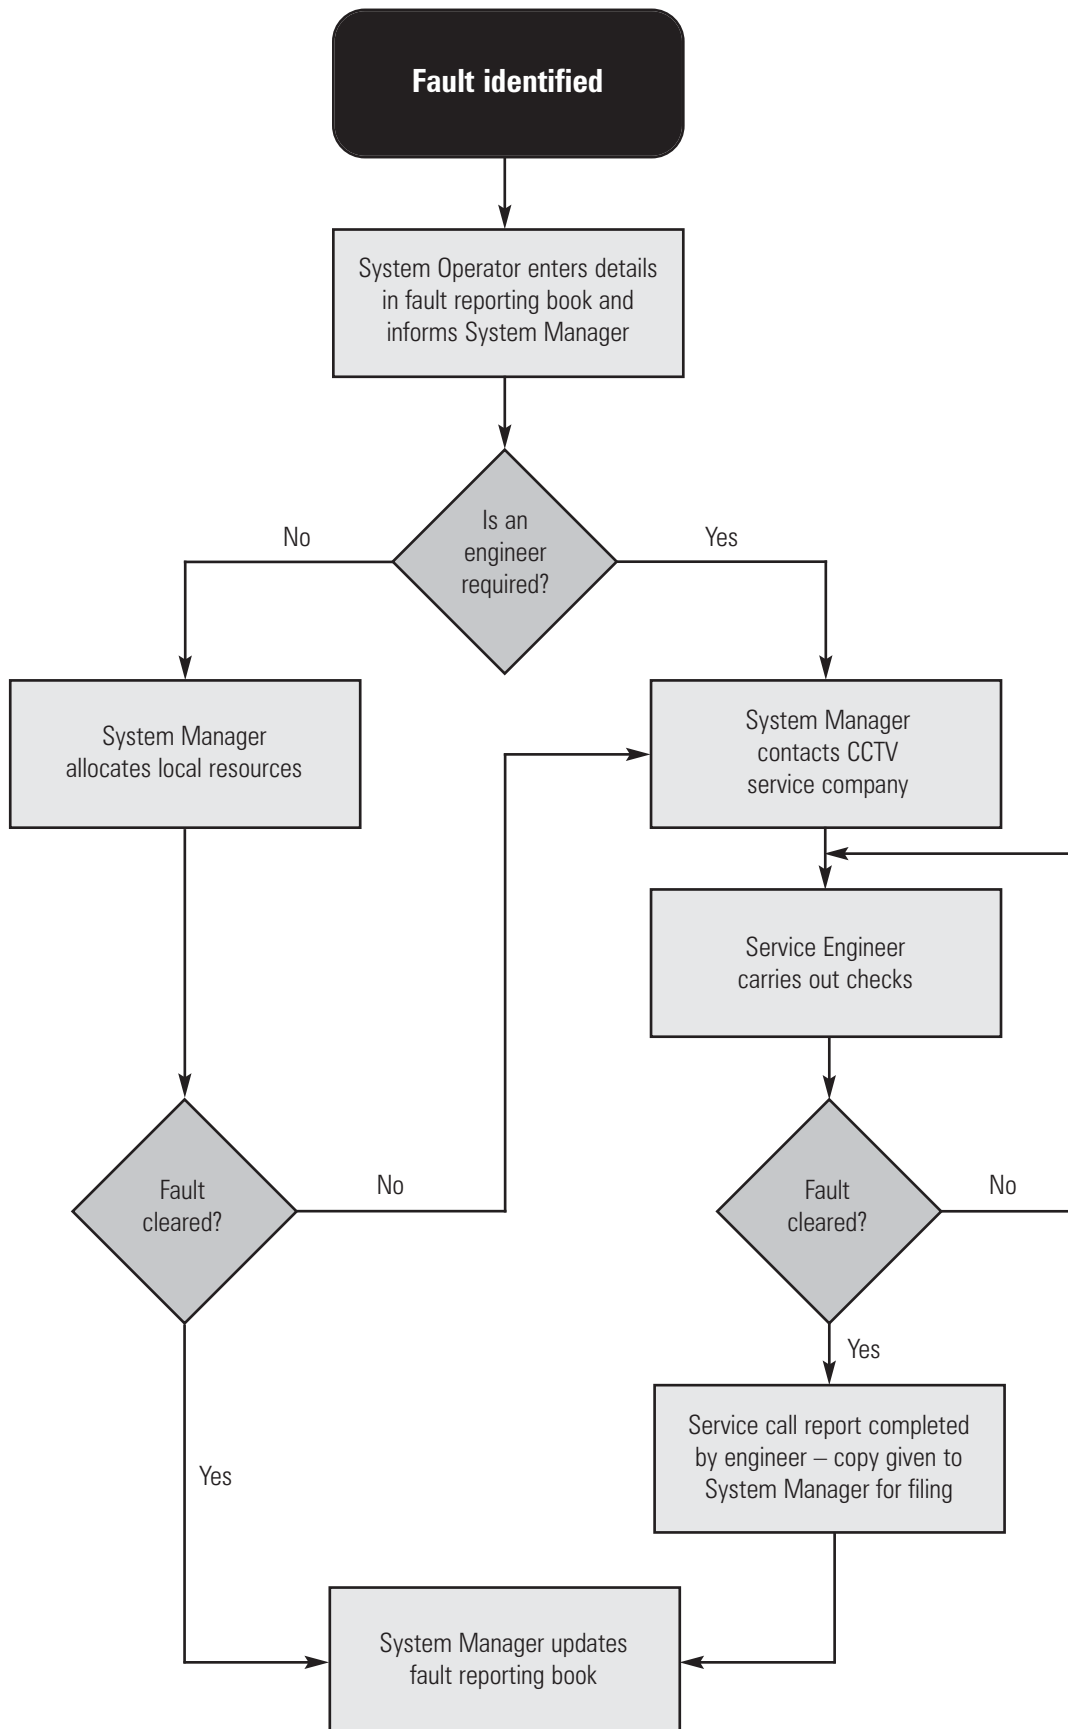 Fault identified
System Operator enters details
in fault reporting book and
informs System Manager
Is an
engineer
required?
No
Yes
System Manager
allocates local resources
System Manager
contacts CCTV
service company
Service Engineer
carries out checks
Fault
cleared?
No
Fault
cleared?
No
Yes
Yes
Service call report completed
by engineer – copy given to
System Manager for filing
System Manager updates
fault reporting book